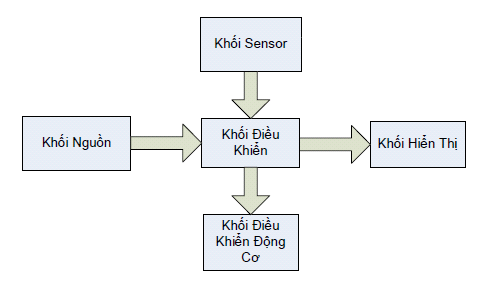 Khối Sensor
Khối Nguồn
Khối Điều
Khiển
Khối Hiển Thị
Khối Điều
Khiển Động
Cơ